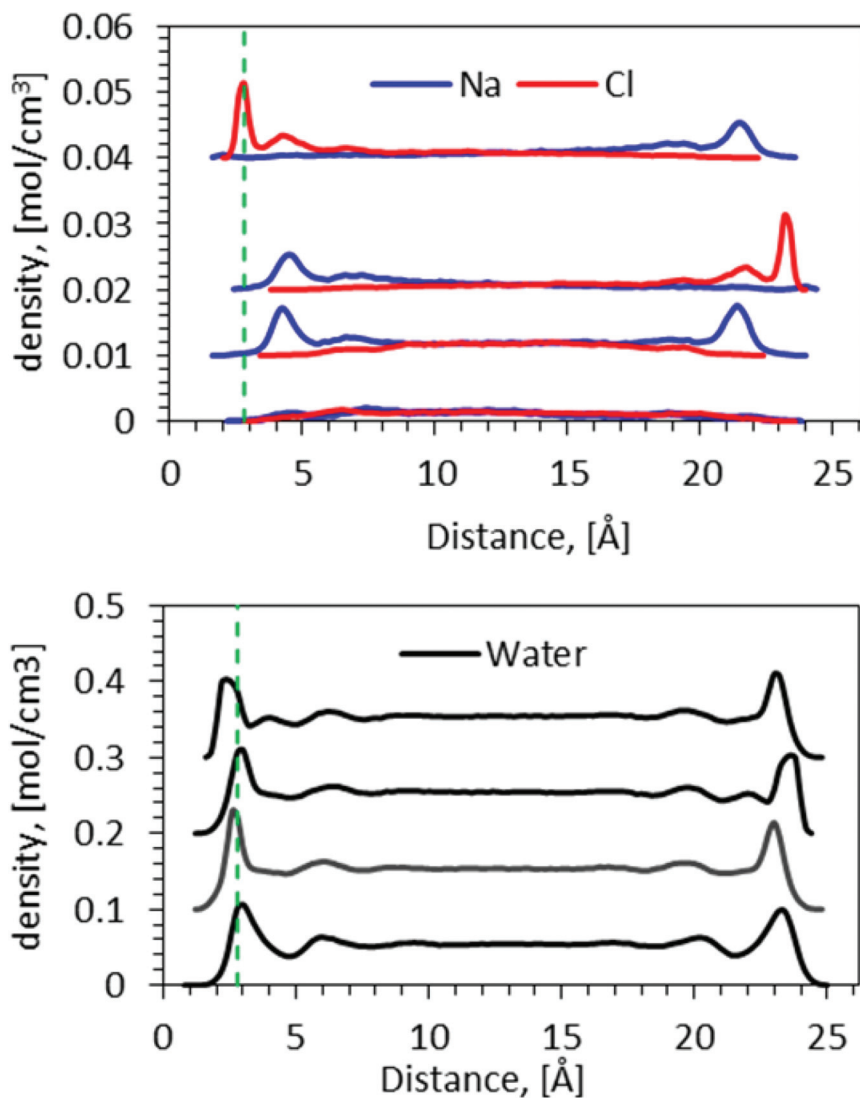 0.06
Na Cl
0.05
0.04
0.03
0.02
0.01
0
density, [mol/cm³]
0 5 10 15 20 25
Distance, [Å]
0.5
Water
0.4
0.3
0.2
0.1
0
density, [mol/cm3]
0 5 10 15 20 25
Distance, [Å]